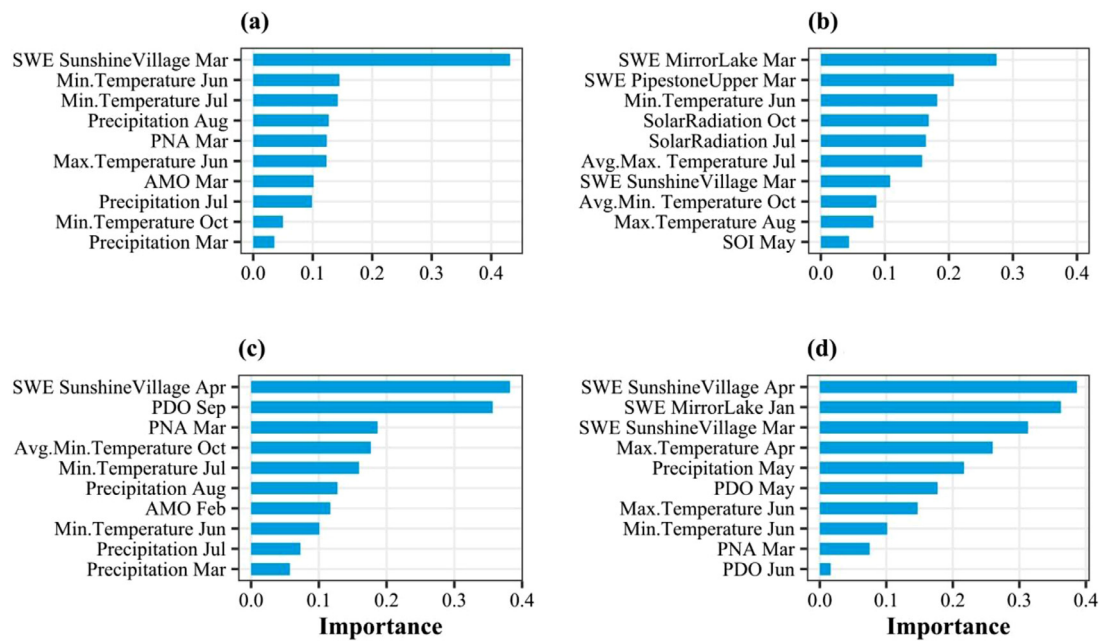 (a)
SWE SunshineVillage Mar
Min.Temperature Jun
Min.Temperature Jul
Precipitation Aug
PNA Mar
Max.Temperature Jun
AMO Mar
Precipitation Jul
Min.Temperature Oct
Precipitation Mar
0.0 0.1 0.2 0.3 0.4
(b)
SWE MirrorLake Mar
SWE PipestoneUpper Mar
Min.Temperature Jun
SolarRadiation Oct
SolarRadiation Jul
Avg.Max. Temperature Jul
SWE SunshineVillage Mar
Avg.Min. Temperature Oct
Max.Temperature Aug
SOI May
0.0 0.1 0.2 0.3 0.4
(c)
SWE SunshineVillage Apr
PDO Sep
PNA Mar
Avg.Min.Temperature Oct
Min.Temperature Jul
Precipitation Aug
AMO Feb
Min.Temperature Jun
Precipitation Jul
Precipitation Mar
0.0 0.1 0.2 0.3 0.4
Importance
(d)
SWE SunshineVillage Apr
SWE MirrorLake Jan
SWE SunshineVillage Mar
Max.Temperature Apr
Precipitation May
PDO May
Max.Temperature Jun
Min.Temperature Jun
PNA Mar
PDO Jun
0.0 0.1 0.2 0.3 0.4
Importance